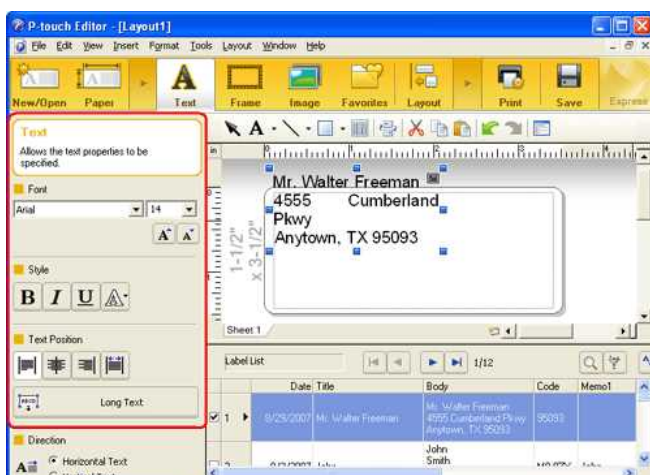 P-touch Editor - [Layout1]
File Edit View Insert Format Tools Layout Window Help
New/Open Paper Text Frame Image Favorites Layout Print Save Express
Text
Allows the text properties to be
specified.
Font
Arial 14
A A
Style
B I U A
Text Position
Long Text
Direction
Horizontal Text
in
1 2 3 4
Mr. Walter Freeman
4555 Cumberland
Pkwy
Anytown, TX 95093
1-1/2"
x 3-1/2"
Sheet 1
Label List 1/12
Date Title Body Code Memo1
1 8/29/2007 Mr. Walter Freeman Mr. Walter Freeman
4555 Cumberland Pkwy
Anytown, TX 95093 95093
John
Smith